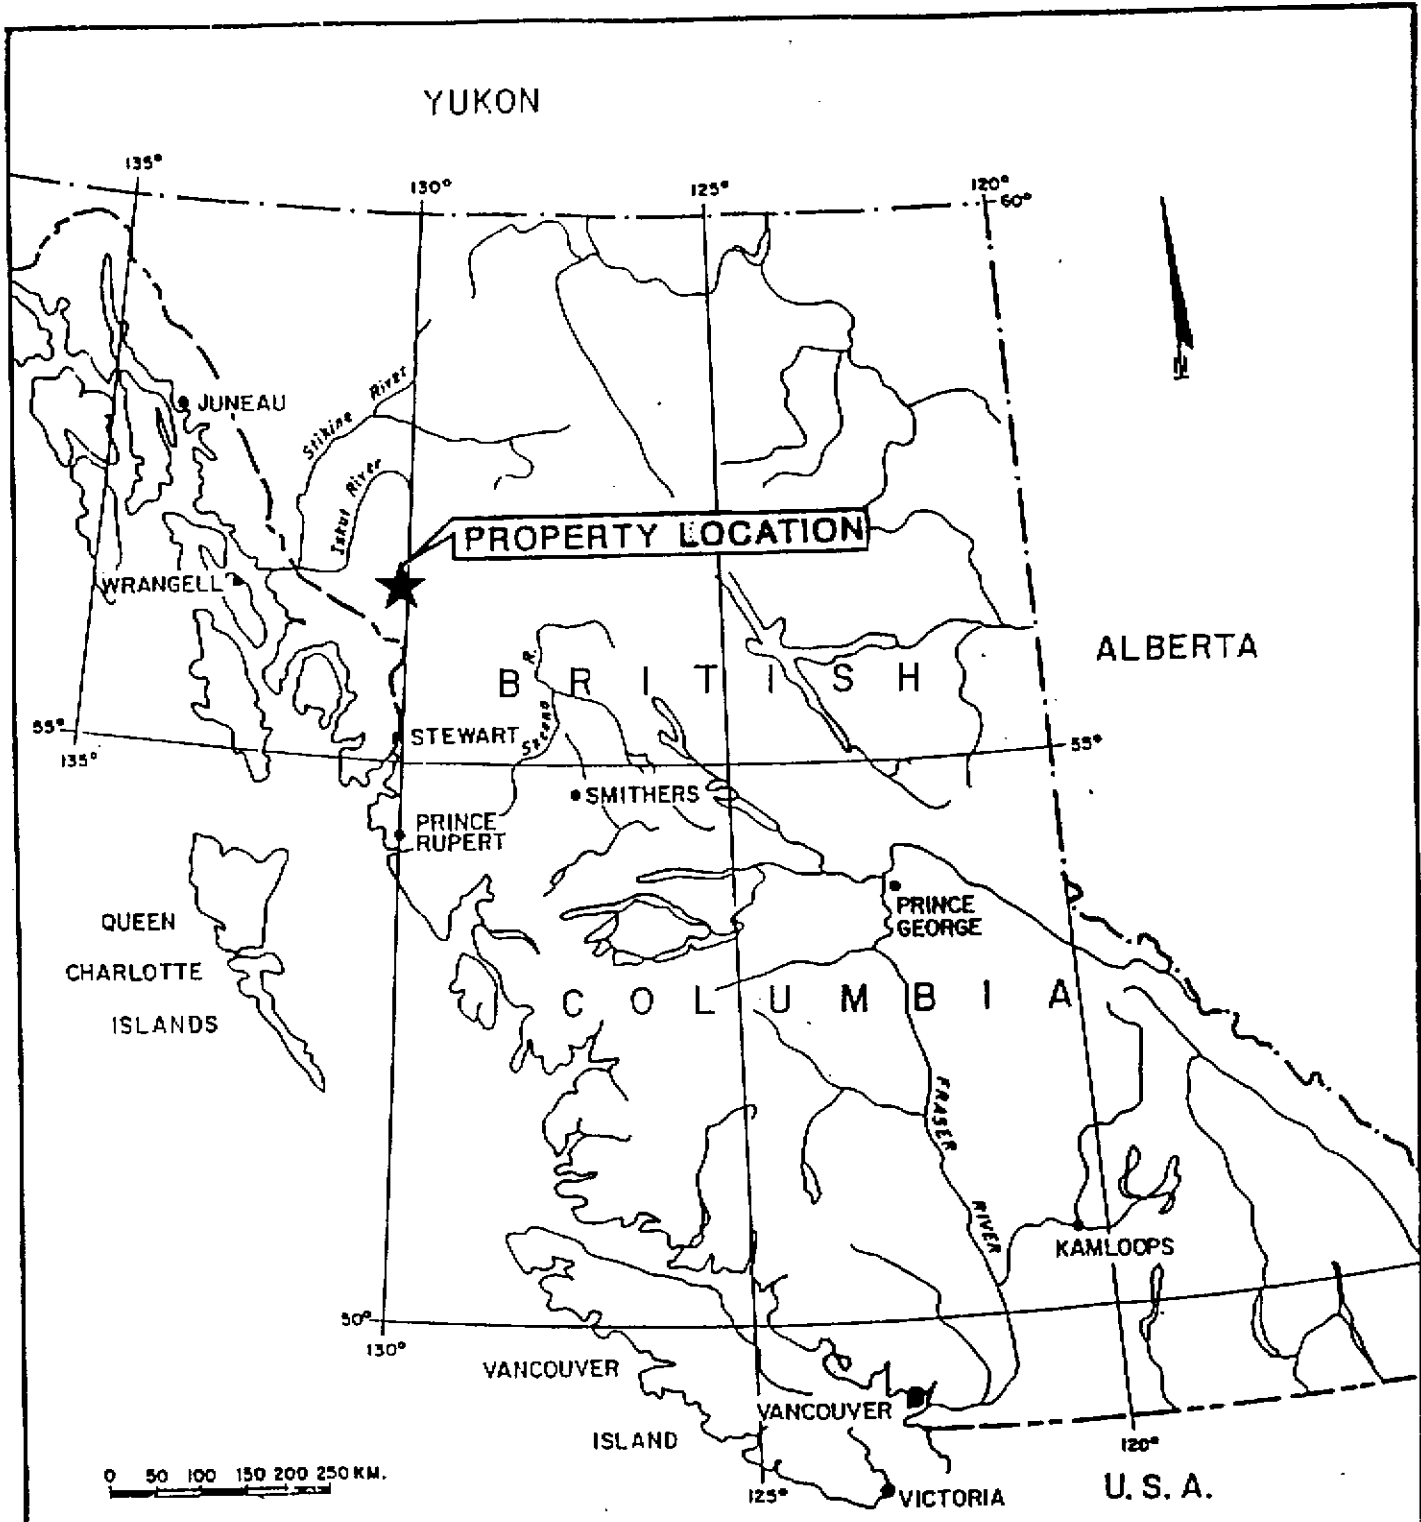 YUKON
135°
130°
125°
120°
60°
JUNEAU
Stikine River
Iskut River
PROPERTY LOCATION
WRANGELL
ALBERTA
BRITISH
Skeena R.
55°
135°
STEWART
55°
SMITHERS
PRINCE
RUPERT
PRINCE
GEORGE
QUEEN
CHARLOTTE
ISLANDS
COLUMBIA
FRASER
RIVER
KAMLOOPS
50°
130°
VANCOUVER
ISLAND
VANCOUVER
120°
125°
VICTORIA
U.S.A.
0 50 100 150 200 250 KM.
N